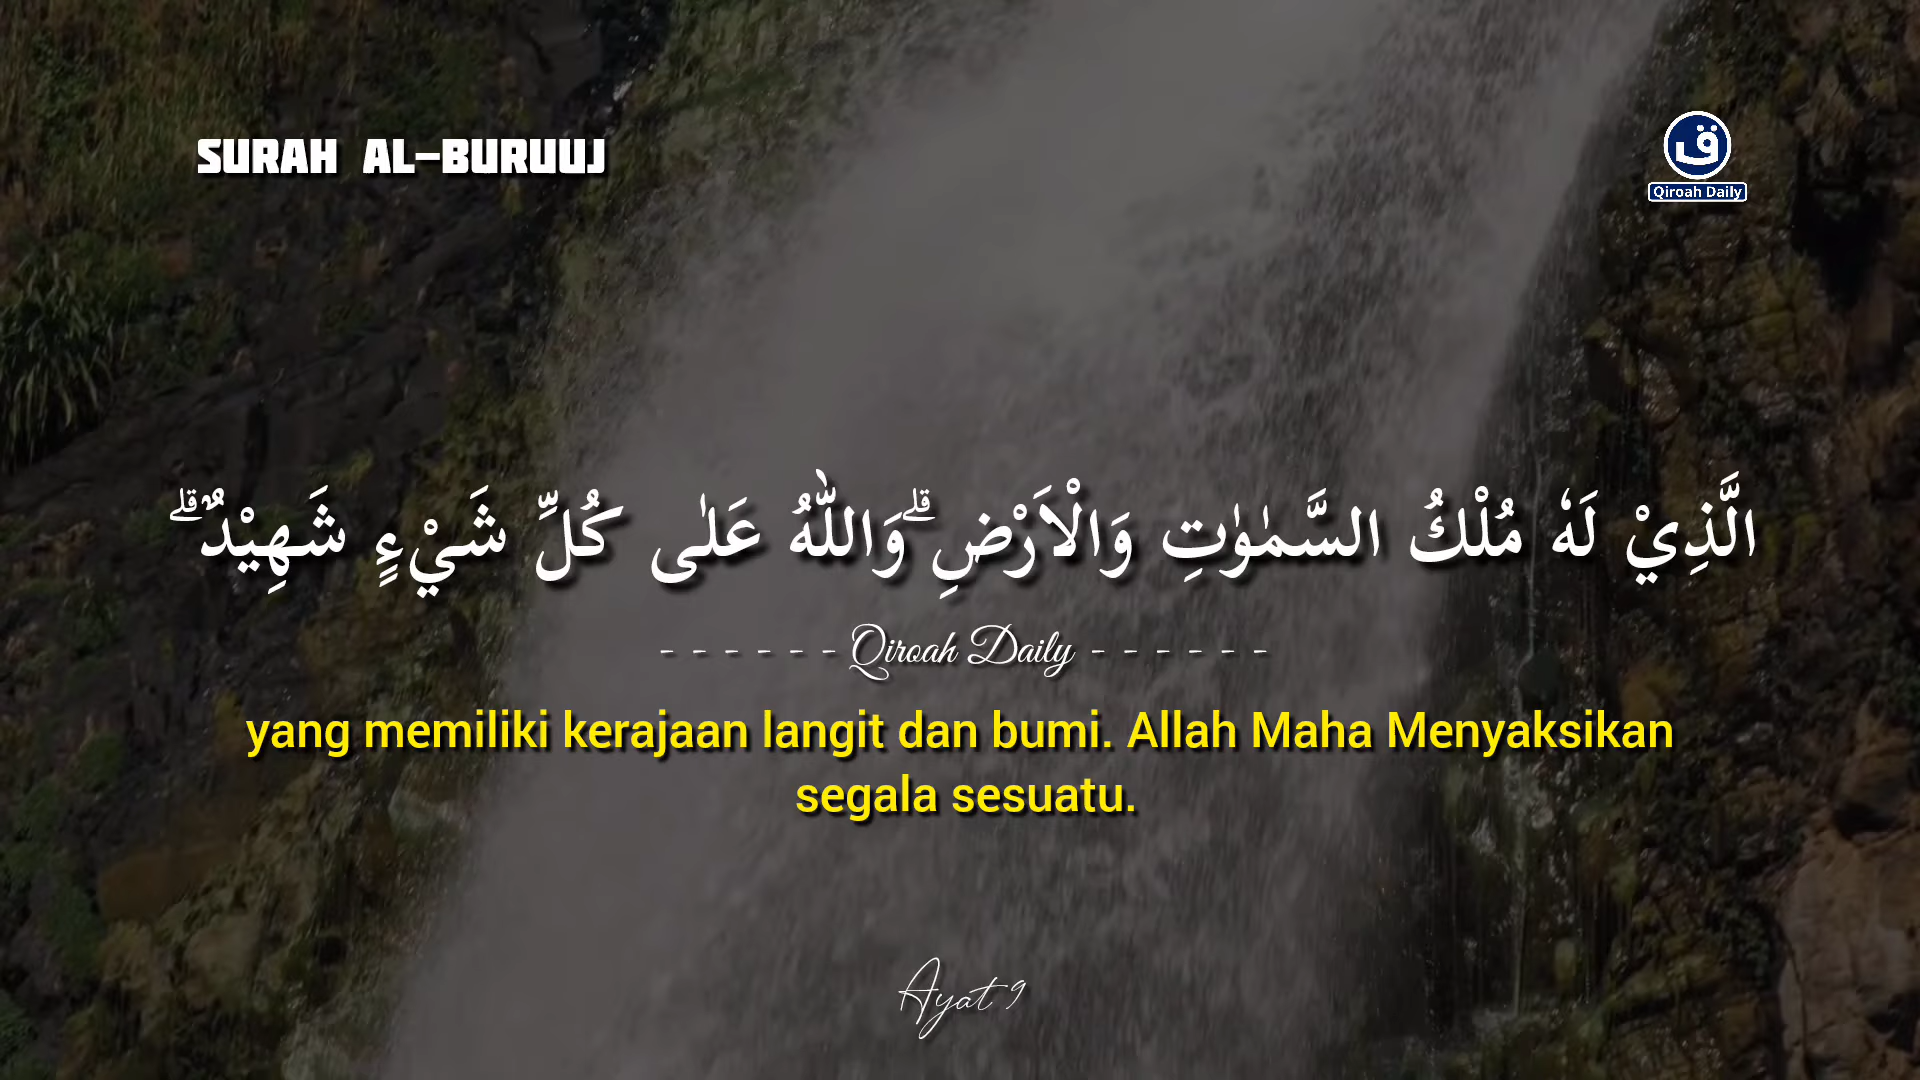 SURAH AL-BURUUJ
ق
Qiroah Daily
الَّذِيْ لَهٗ مُلْكُ السَّمٰوٰتِ وَالْاَرْضِ ۗوَاللّٰهُ عَلٰى كُلِّ شَيْءٍ شَهِيْدٌ ۗ
- - - - - - Qiroah Daily - - - - - -
yang memiliki kerajaan langit dan bumi. Allah Maha Menyaksikan
segala sesuatu.
Ayat 9